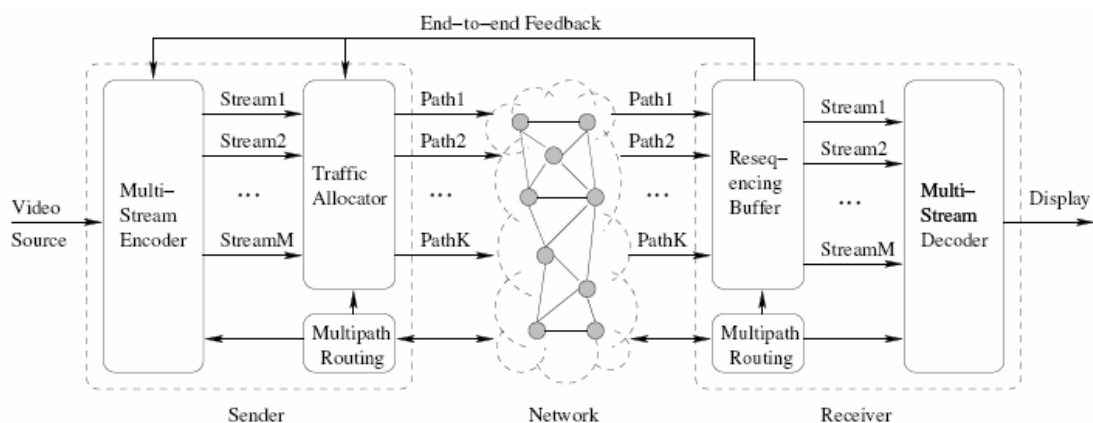 End-to-end Feedback
Stream1
Path1
Path1
Stream1
Stream2
Path2
Path2
Stream2
Video
Source
Multi-
Stream
Encoder
...
Traffic
Allocator
...
...
Reseq-
encing
Buffer
...
Multi-
Stream
Decoder
Display
StreamM
PathK
PathK
StreamM
Multipath
Routing
Multipath
Routing
Sender
Network
Receiver